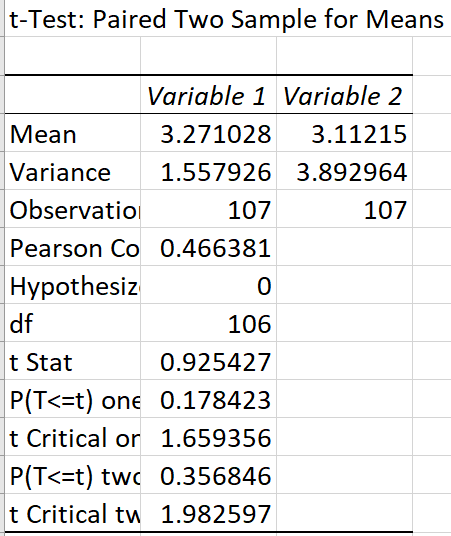 t-Test: Paired Two Sample for Means
Variable 1 Variable 2
Mean 3.271028 3.11215
Variance 1.557926 3.892964
Observatio 107 107
Pearson Co 0.466381
Hypothesiz 0
df 106
t Stat 0.925427
P(T<=t) one 0.178423
t Critical or 1.659356
P(T<=t) two 0.356846
t Critical tw 1.982597